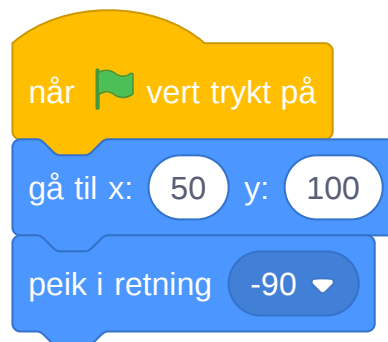 når vert trykt på
gå til x: 50 y: 100
peik i retning -90